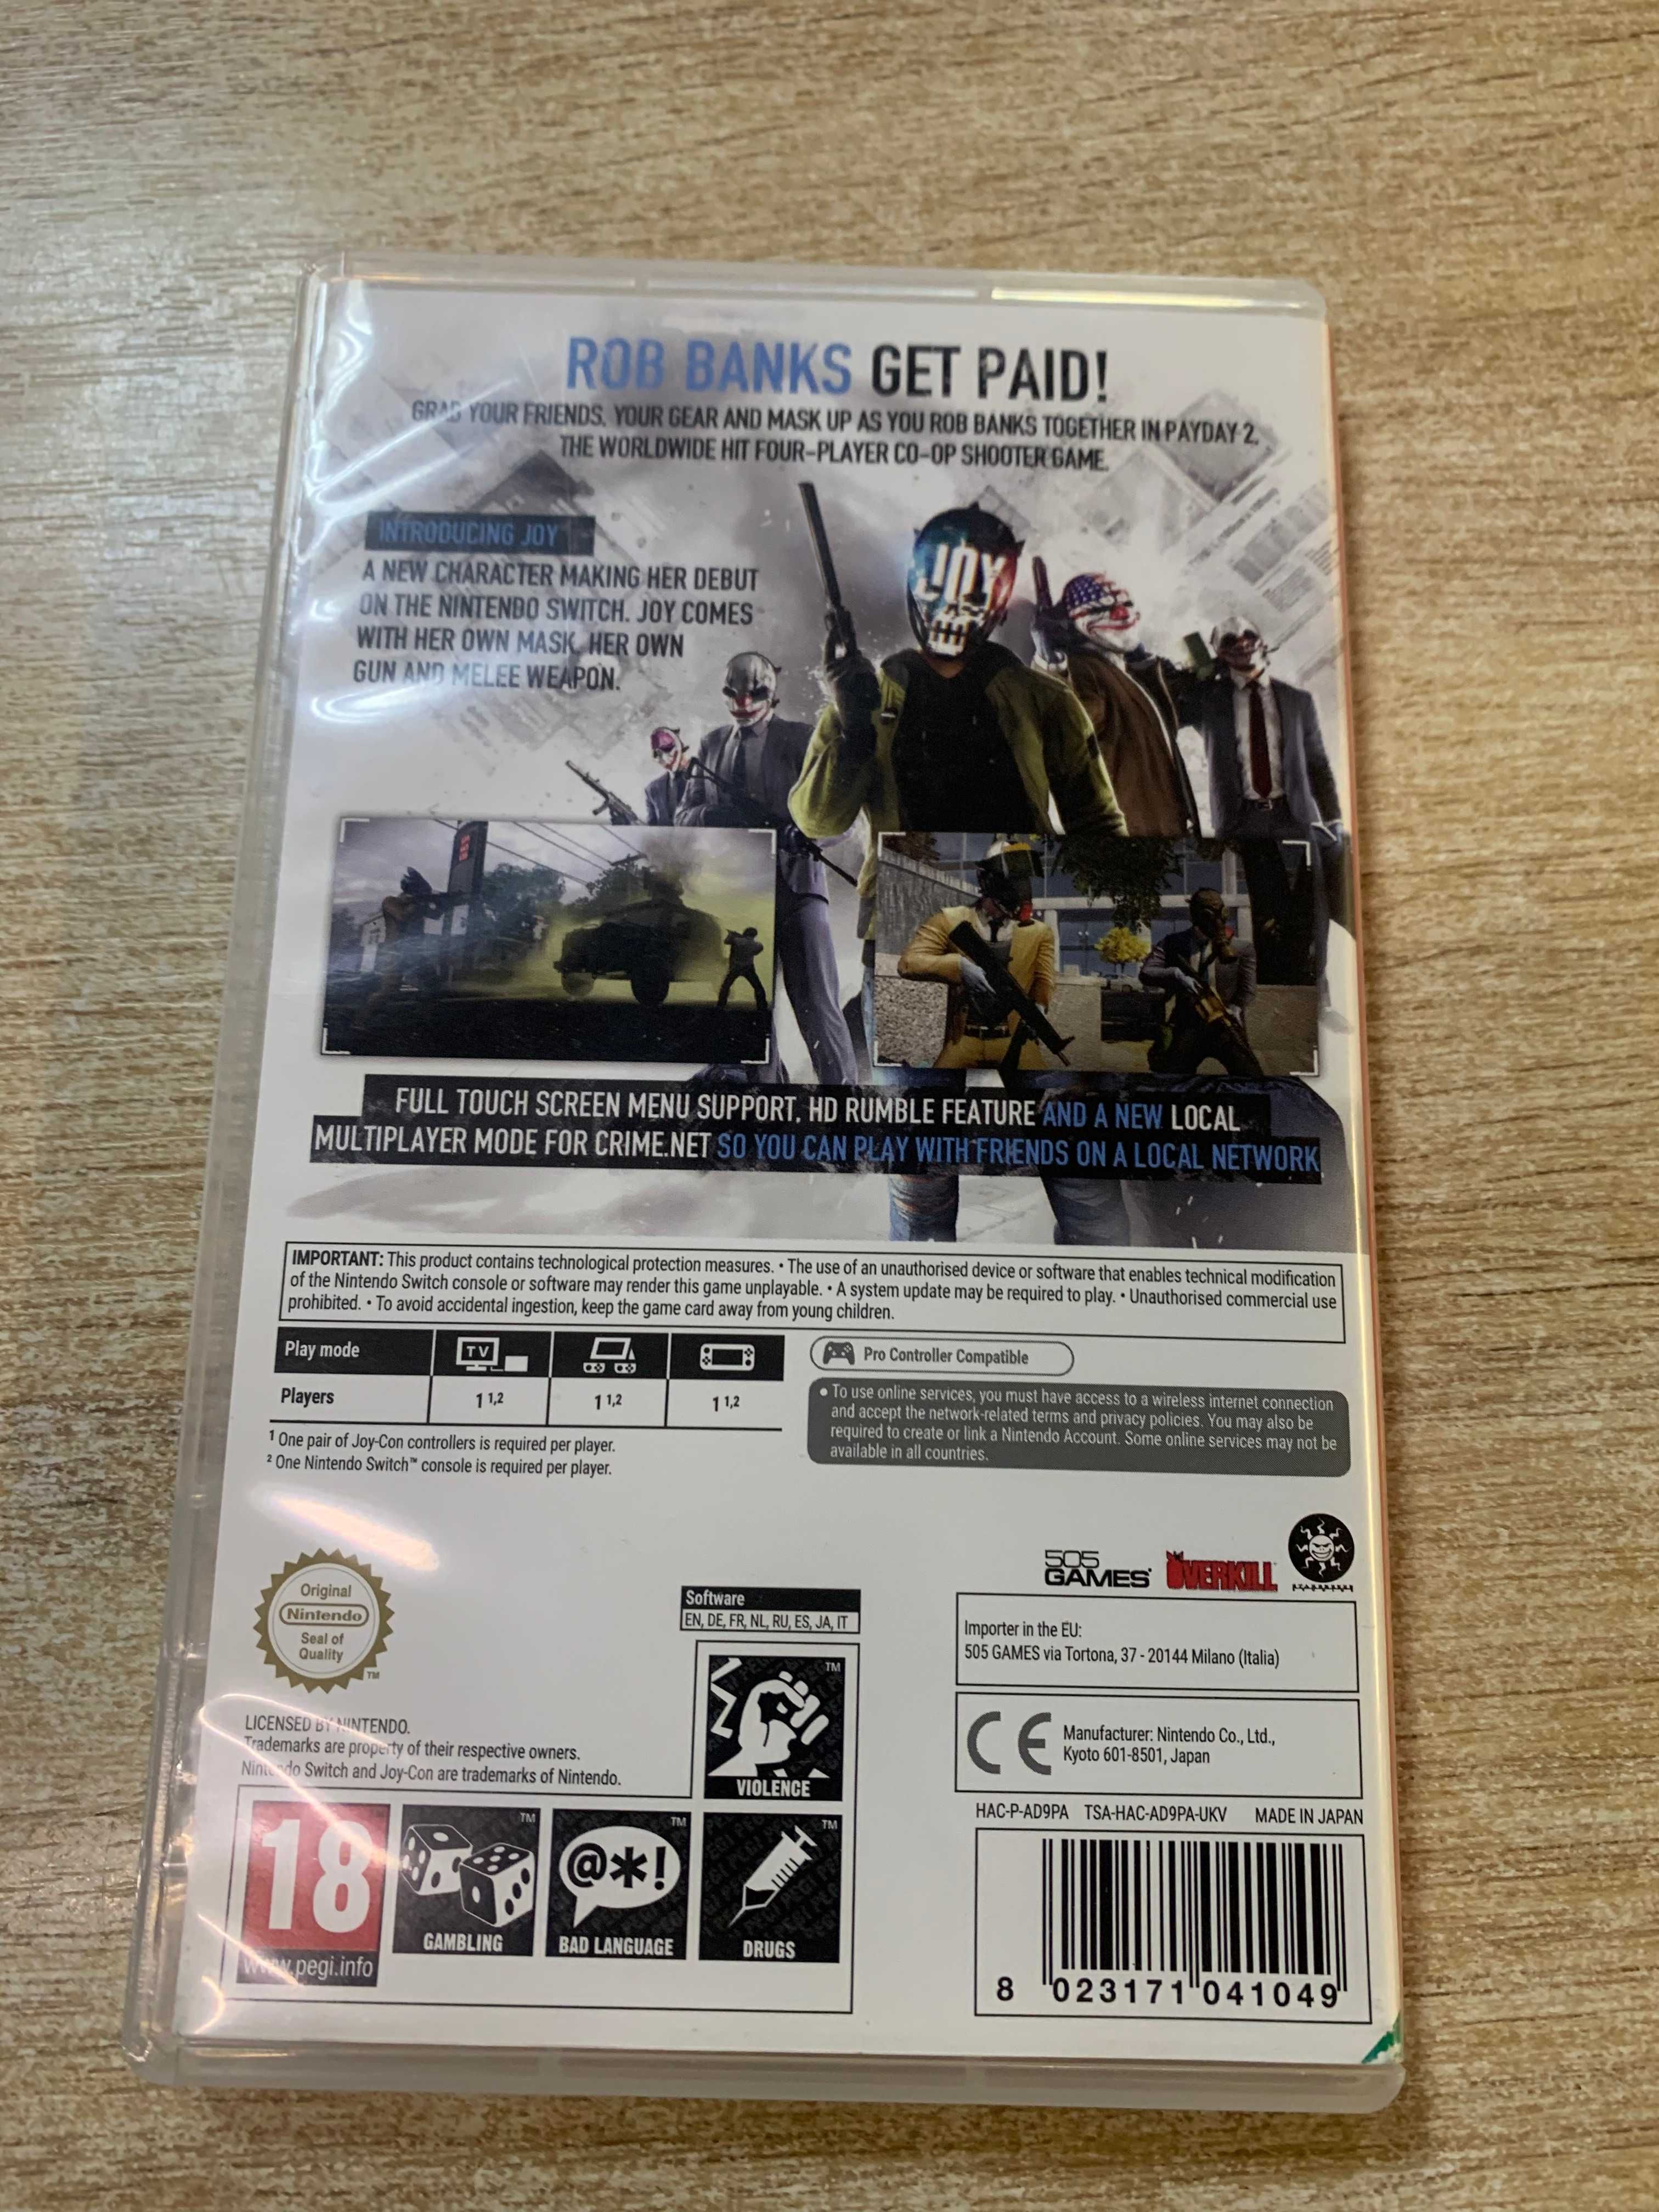 ROB BANKS GET PAID!
GRAB YOUR FRIENDS, YOUR GEAR AND MASK UP AS YOU ROB BANKS TOGETHER IN PAYDAY 2,
THE WORLDWIDE HIT FOUR-PLAYER CO-OP SHOOTER GAME.
INTRODUCING JOY
A NEW CHARACTER MAKING HER DEBUT
ON THE NINTENDO SWITCH. JOY COMES
WITH HER OWN MASK, HER OWN
GUN AND MELEE WEAPON.
JOY
FULL TOUCH SCREEN MENU SUPPORT, HD RUMBLE FEATURE AND A NEW LOCAL
MULTIPLAYER MODE FOR CRIME.NET SO YOU CAN PLAY WITH FRIENDS ON A LOCAL NETWORK
IMPORTANT: This product contains technological protection measures. • The use of an unauthorised device or software that enables technical modification
of the Nintendo Switch console or software may render this game unplayable. • A system update may be required to play. • Unauthorised commercial use
prohibited. • To avoid accidental ingestion, keep the game card away from young children.
Play mode TV
Players 1 1,2 1 1,2 1 1,2
1 One pair of Joy-Con controllers is required per player.
2 One Nintendo Switch™ console is required per player.
Pro Controller Compatible
• To use online services, you must have access to a wireless internet connection
and accept the network-related terms and privacy policies. You may also be
required to create or link a Nintendo Account. Some online services may not be
available in all countries.
505
GAMES
OVERKILL
Original
Nintendo
Seal of
Quality
TM
Software
EN, DE, FR, NL, RU, ES, JA, IT
Importer in the EU:
505 GAMES via Tortona, 37 - 20144 Milano (Italia)
LICENSED BY NINTENDO.
Trademarks are property of their respective owners.
Nintendo Switch and Joy-Con are trademarks of Nintendo.
TM
VIOLENCE
CE
Manufacturer: Nintendo Co., Ltd.,
Kyoto 601-8501, Japan
HAC-P-AD9PA TSA-HAC-AD9PA-UKV MADE IN JAPAN
18
www.pegi.info
TM
GAMBLING
TM
@*!
BAD LANGUAGE
TM
DRUGS
8 023171 041049